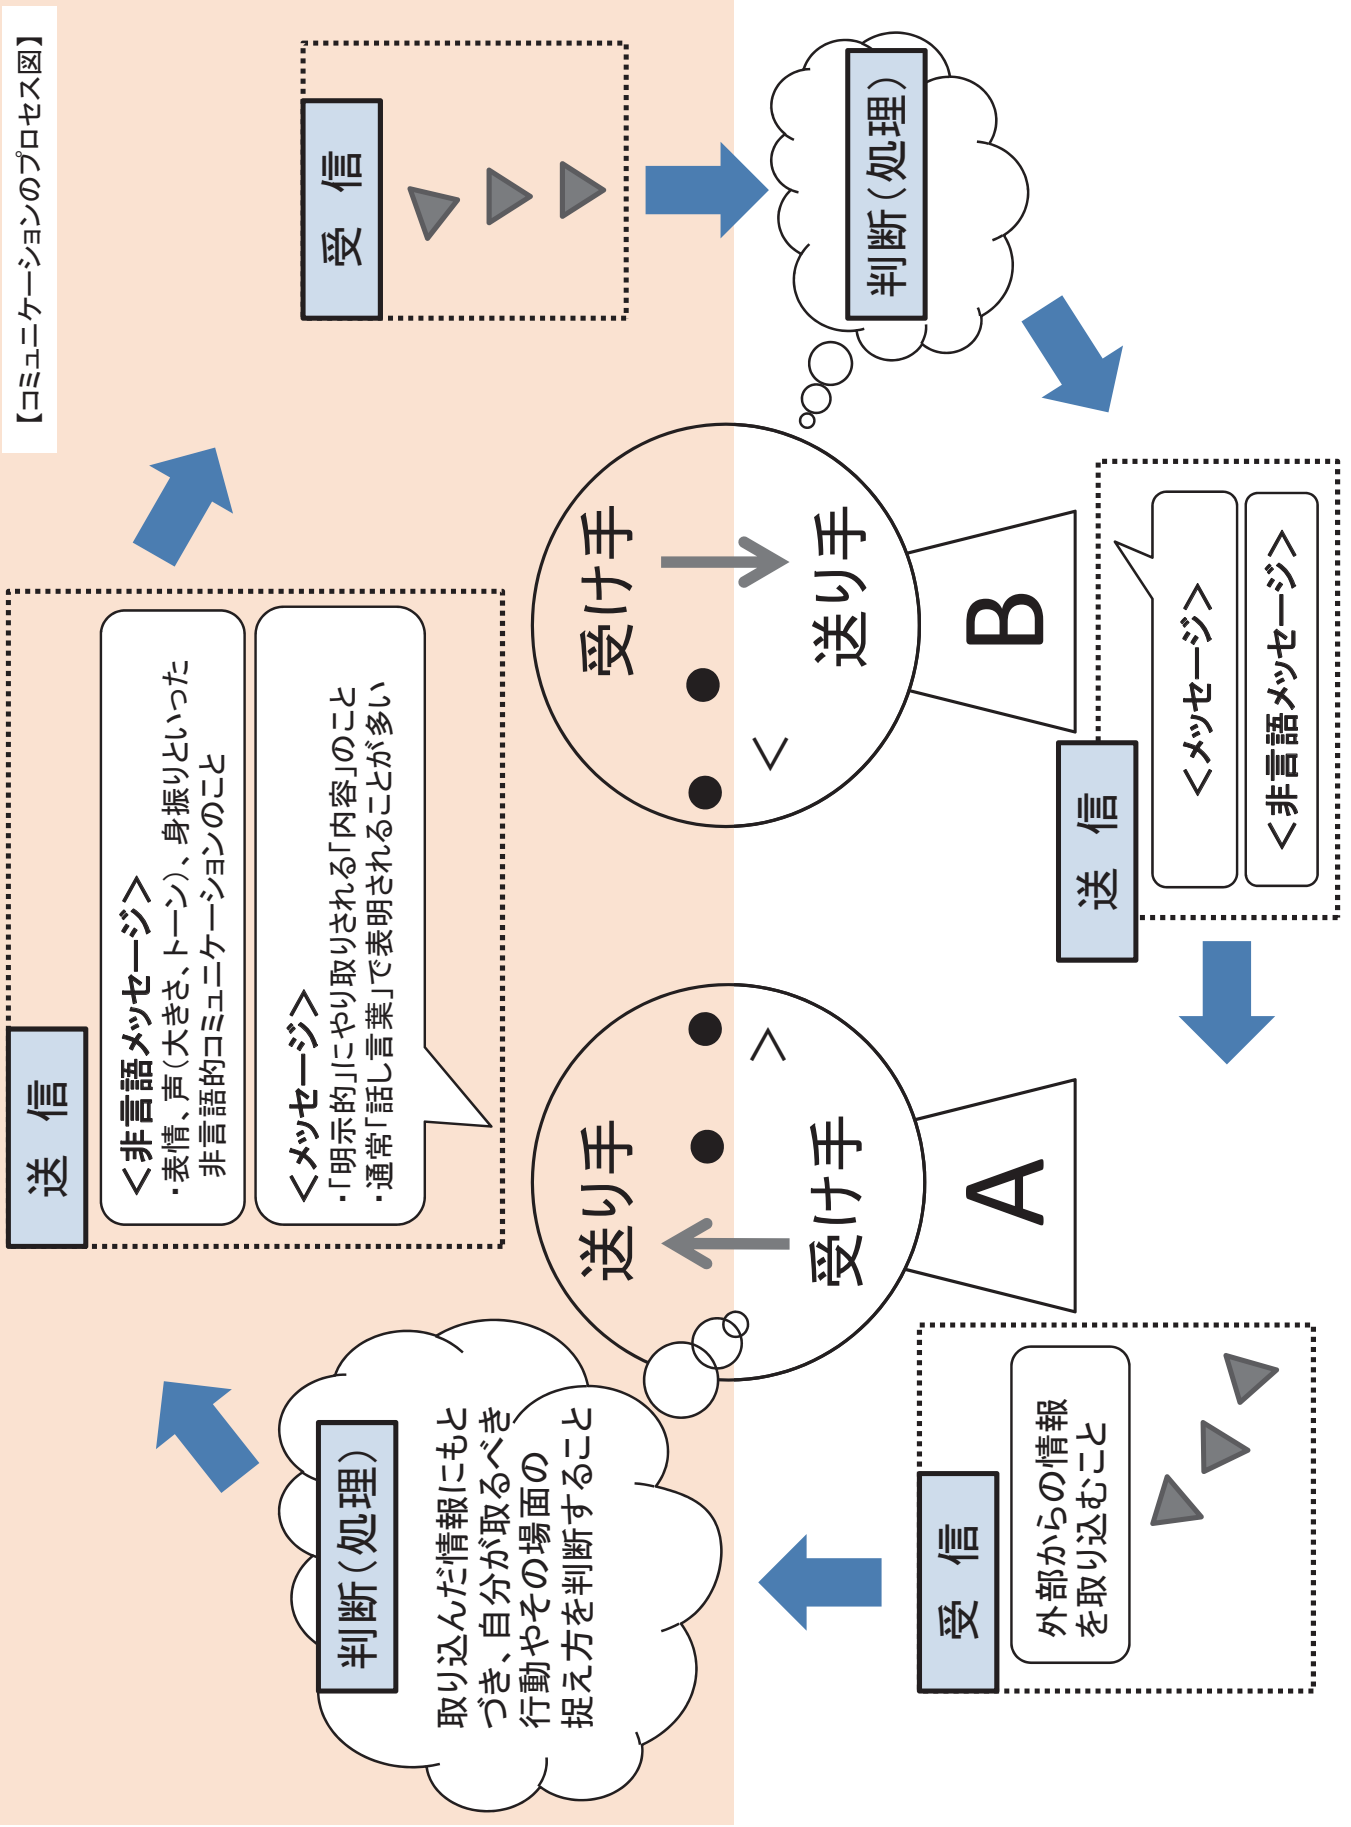 【コミュニケーションのプロセス図】
送 信
<非言語メッセージ>
・表情、声(大きさ、トーン)、身振りといった
非言語的コミュニケーションのこと
<メッセージ>
・「明示的」にやり取りされる「内容」のこと
・通常「話し言葉」で表明されることが多い
受 信
判断(処理)
取り込んだ情報にもと
づき、自分が取るべき
行動やその場面の
捉え方を判断すること
送り手
受け手
A
受け手
送り手
B
判断(処理)
受 信
外部からの情報
を取り込むこと
送 信
<メッセージ>
<非言語メッセージ>